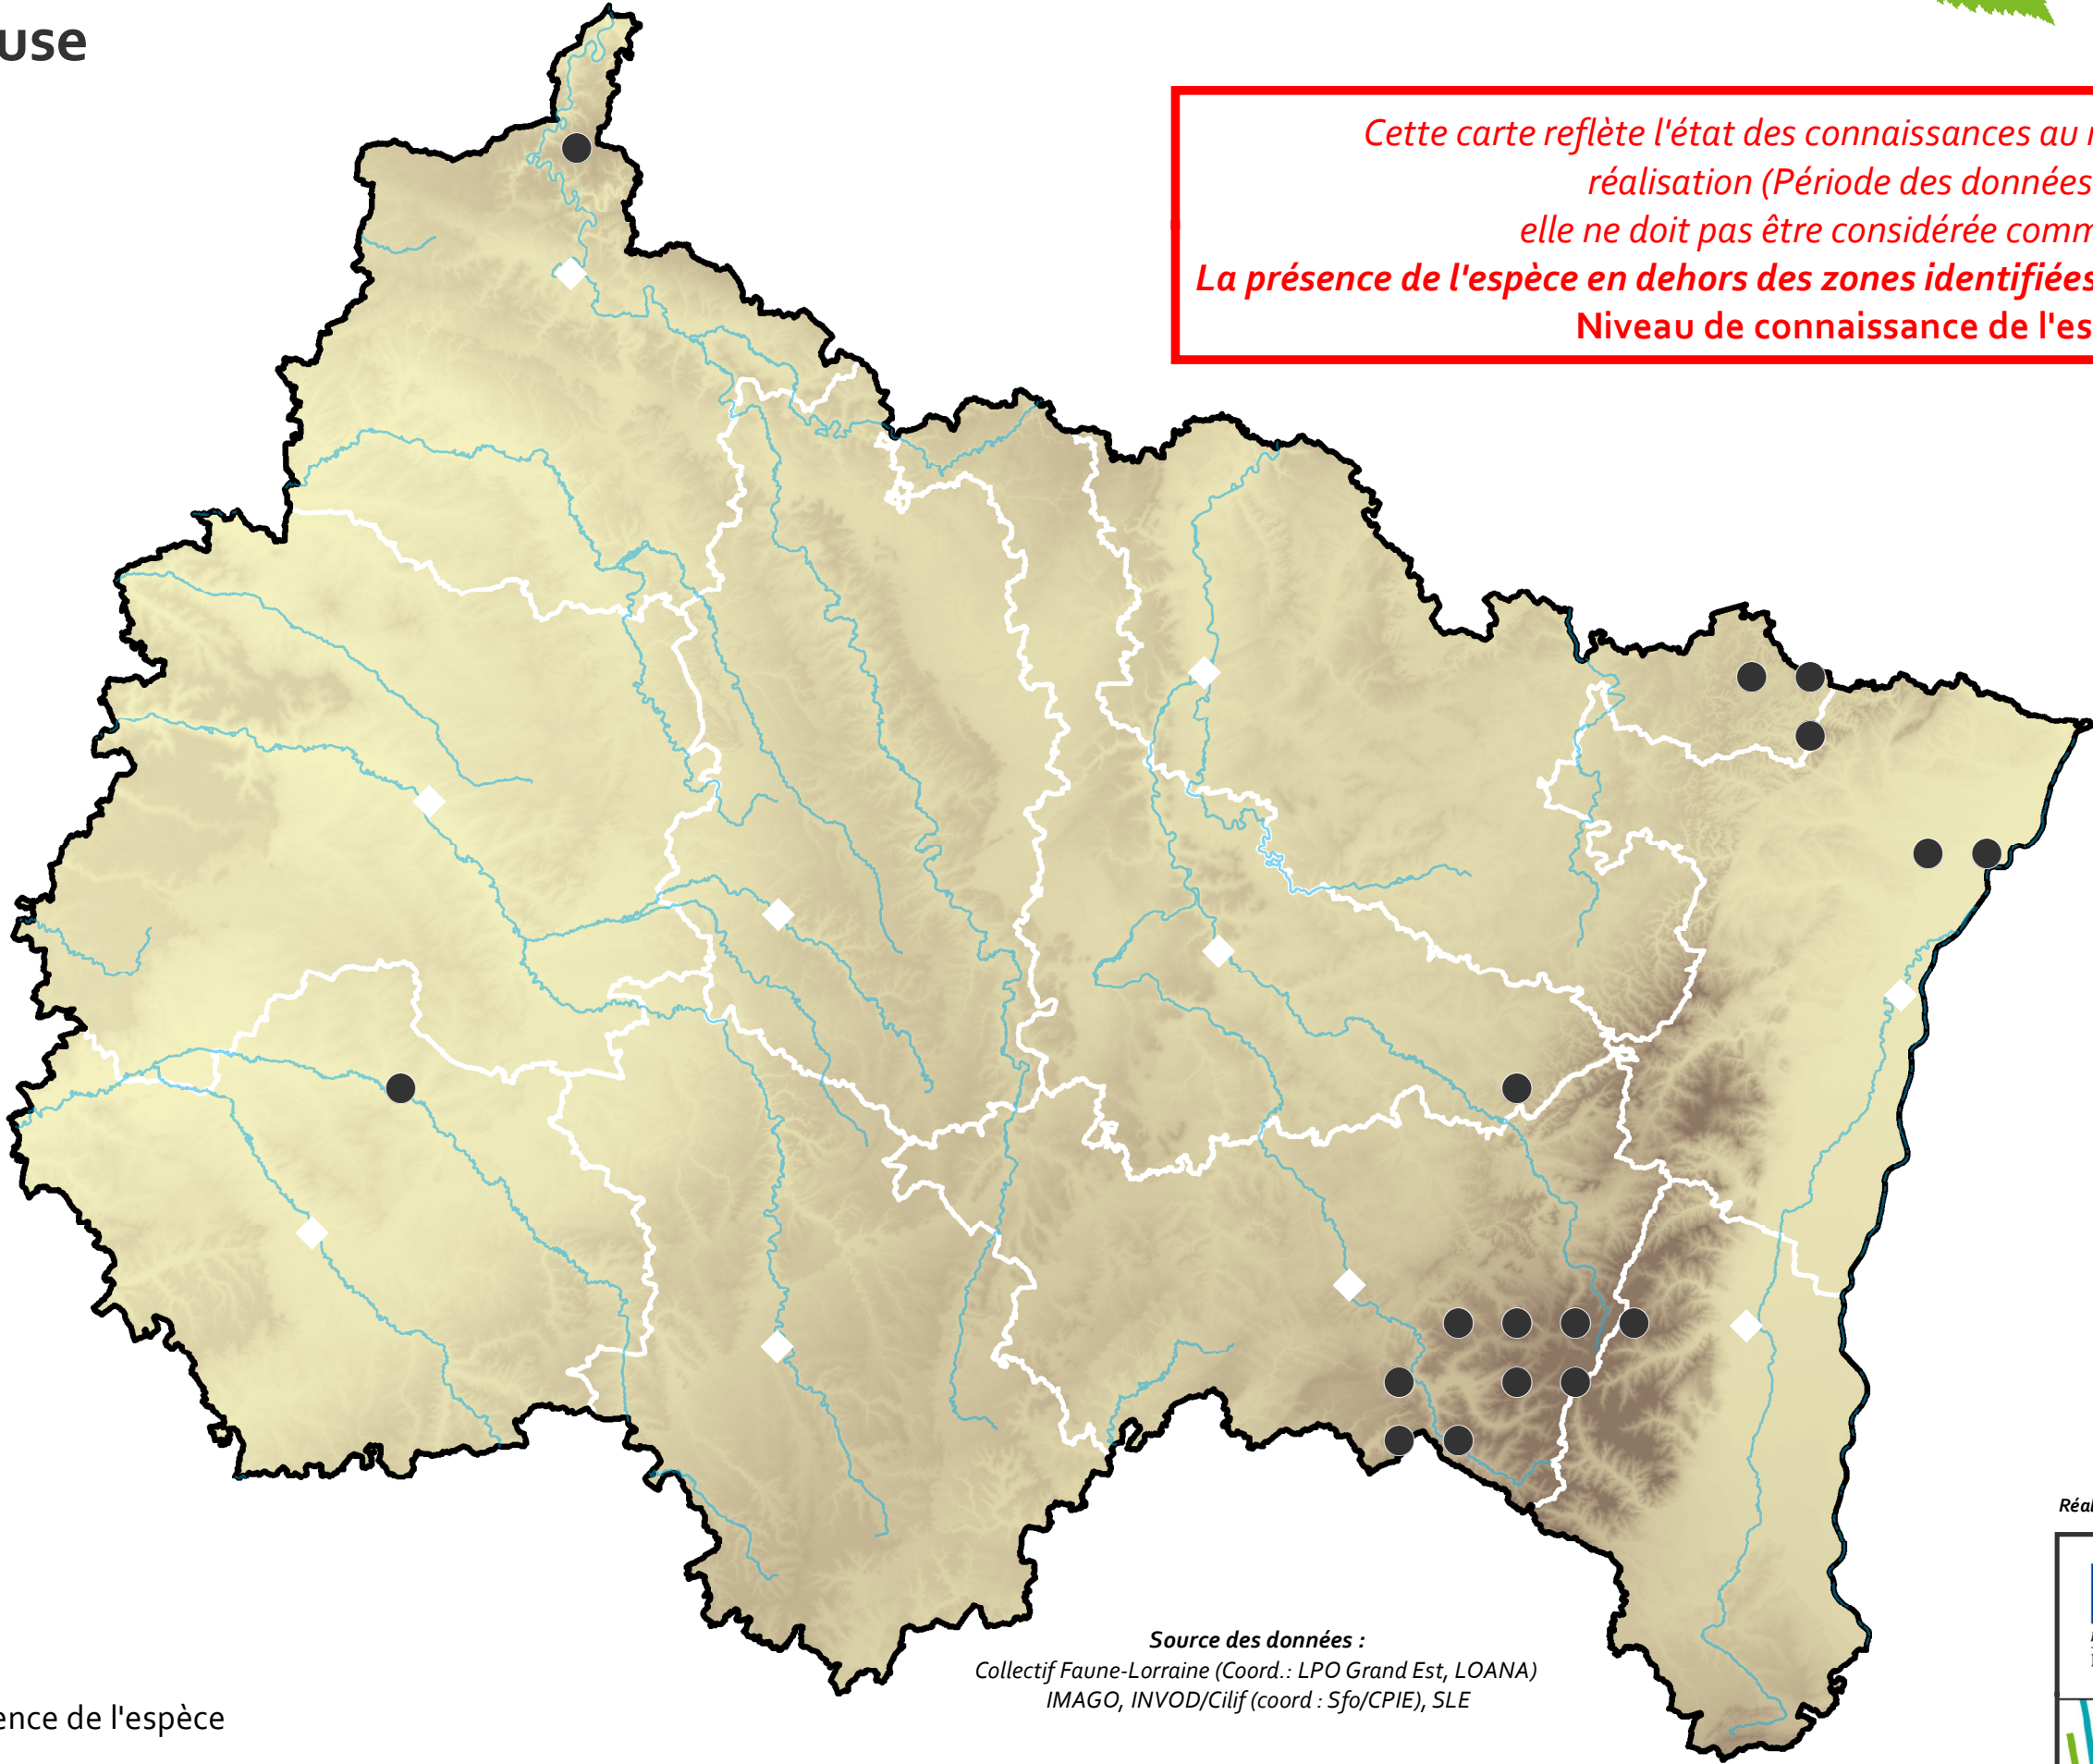 use
Cette carte reflète l'état des connaissances au
réalisation (Période des données
elle ne doit pas être considérée comm
La présence de l'espèce en dehors des zones identifiées
Niveau de connaissance de l'es
Réal
Source des données :
Collectif Faune-Lorraine (Coord.: LPO Grand Est, LOANA)
IMAGO, INVOD/Cilif (coord : Sfo/CPIE), SLE
ence de l'espèce